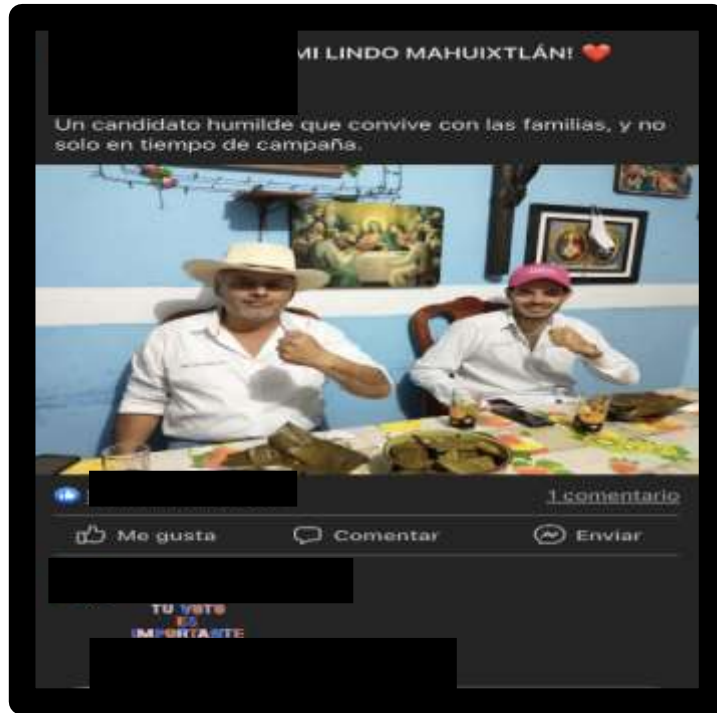 MI LINDO MAHUIXTLÁN! ❤️
Un candidato humilde que convive con las familias, y no
solo en tiempo de campaña.
1 comentario
Me gusta
Comentar
Enviar
TU VOTO
ES
IMPORTANTE